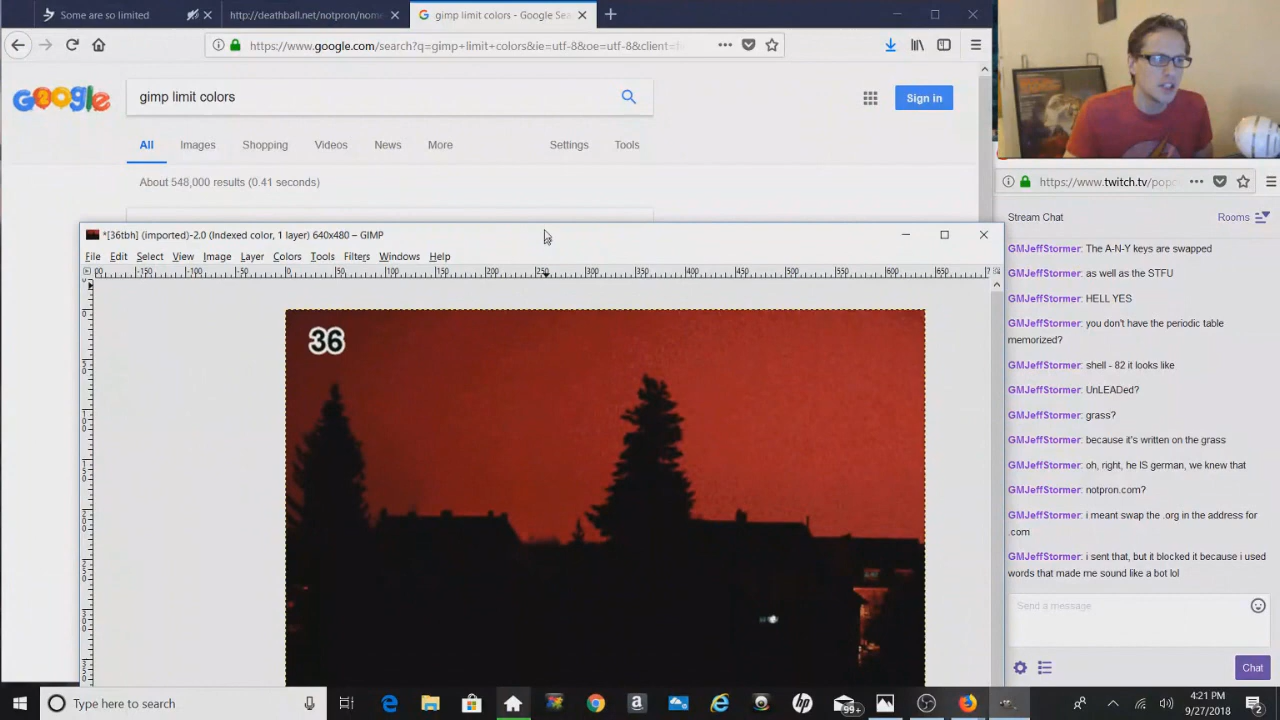 Some are limited
http://deathball.net/notpron/nome
gimp limit colors - Google Sea
https://www.google.com/search?q=gimp+limit+colors&ie=utf-8&oe=utf-8&client=f
Google
gimp limit colors
Sign in
All
Images
Shopping
Videos
News
More
Settings
Tools
About 548,000 results (0.41 seconds)
*[36tbh] (imported)-2.0 (Indexed color, 1 layer) 640x480 – GIMP
File Edit Select View Image Layer Colors Tools Filters Windows Help
36
https://www.twitch.tv/popo
Stream Chat
Rooms
GMJeffStormer: The A-N-Y keys are swapped
GMJeffStormer: as well as the STFU
GMJeffStormer: HELL YES
GMJeffStormer: you don't have the periodic table
memorized?
GMJeffStormer: shell - 82 it looks like
GMJeffStormer: UnLEADed?
GMJeffStormer: grass?
GMJeffStormer: because it's written on the grass
GMJeffStormer: oh, right, he IS german, we knew that
GMJeffStormer: notpron.com?
GMJeffStormer: i meant swap the .org in the address for
.com
GMJeffStormer: i sent that, but it blocked it because i used
words that made me sound like a bot lol
Send a message
Chat
Type here to search
99+
4:21 PM
9/27/2018
2